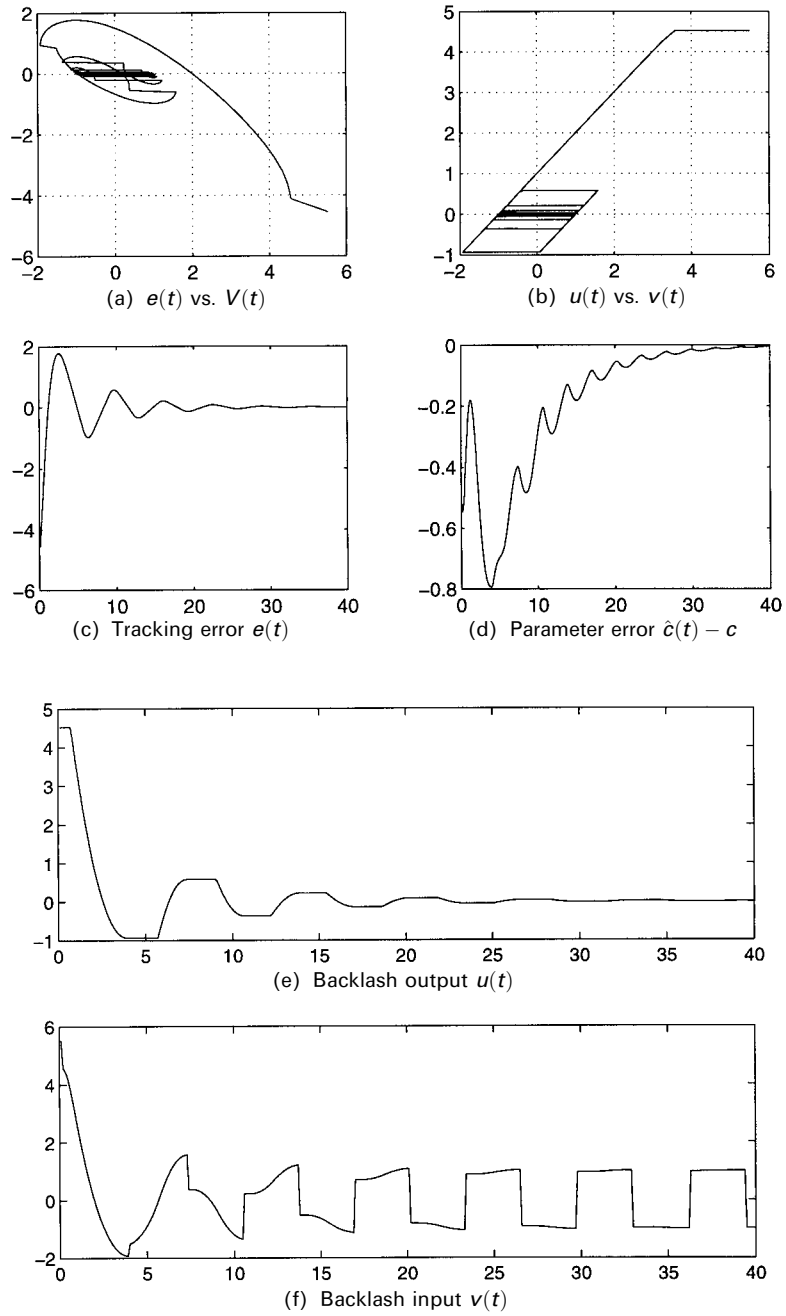 2
0
−2
−4
−6
−2 0 2 4 6
(a) e(t) vs. V(t)
5
4
3
2
1
0
−1
−2 0 2 4 6
(b) u(t) vs. v(t)
2
0
−2
−4
−6
0 10 20 30 40
(c) Tracking error e(t)
0
−0.2
−0.4
−0.6
−0.8
0 10 20 30 40
(d) Parameter error ĉ(t) − c
5
4
3
2
1
0
−1
0 5 10 15 20 25 30 35 40
(e) Backlash output u(t)
6
4
2
0
−2
0 5 10 15 20 25 30 35 40
(f) Backlash input v(t)